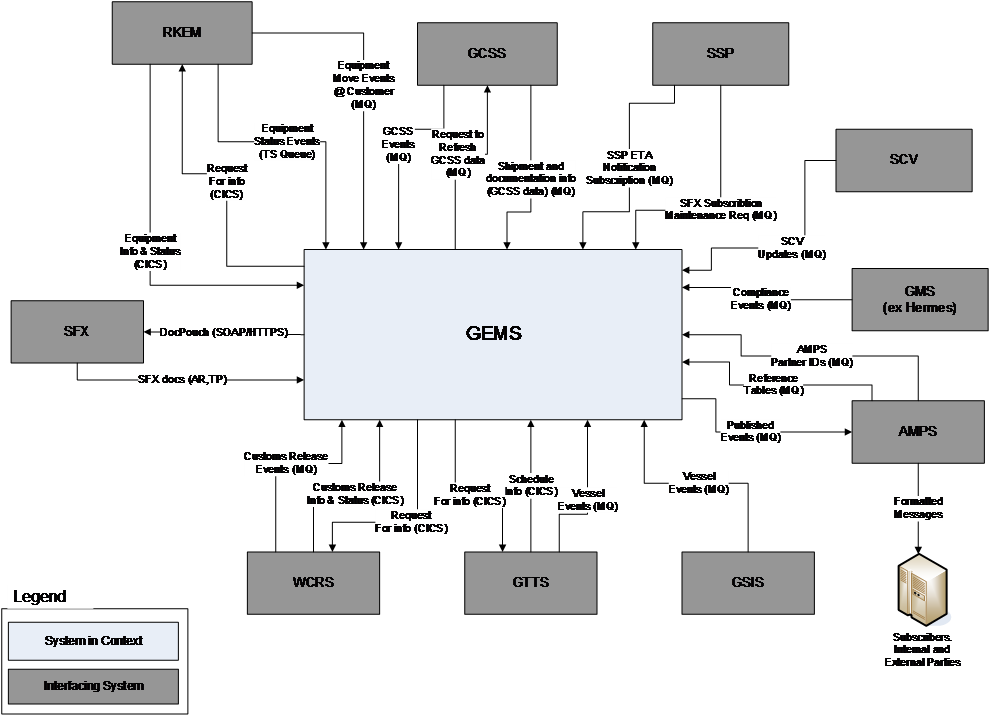 RKEM
GCSS
SSP
SCV
GMS
(ex Hermes)
AMPS
SFX
GEMS
WCRS
GTTS
GSIS
Equipment
Move Events
@ Customer
(MQ)
Equipment
Status Events
(TS Queue)
Request
For info
(CICS)
Equipment
Info & Status
(CICS)
GCSS
Events
(MQ)
Request to
Refresh
GCSS data
(MQ)
Shipment and
documentation info
(GCSS data) (MQ)
SSP ETA
Notification
Subscription (MQ)
SFX Subscribtion
Maintenance Req (MQ)
SCV
Updates (MQ)
Compliance
Events (MQ)
AMPS
Partner IDs (MQ)
Reference
Tables (MQ)
Published
Events (MQ)
DocPouch (SOAP/HTTPS)
SFX docs (AR,TP)
Customs Release
Events (MQ)
Customs Release
Info & Status (CICS)
Request
For info (CICS)
Request
For info (CICS)
Schedule
Info (CICS)
Vessel
Events (MQ)
Vessel
Events (MQ)
Formatted
Messages
Subscribers.
Internal and
External Parties
Legend
System in Context
Interfacing System